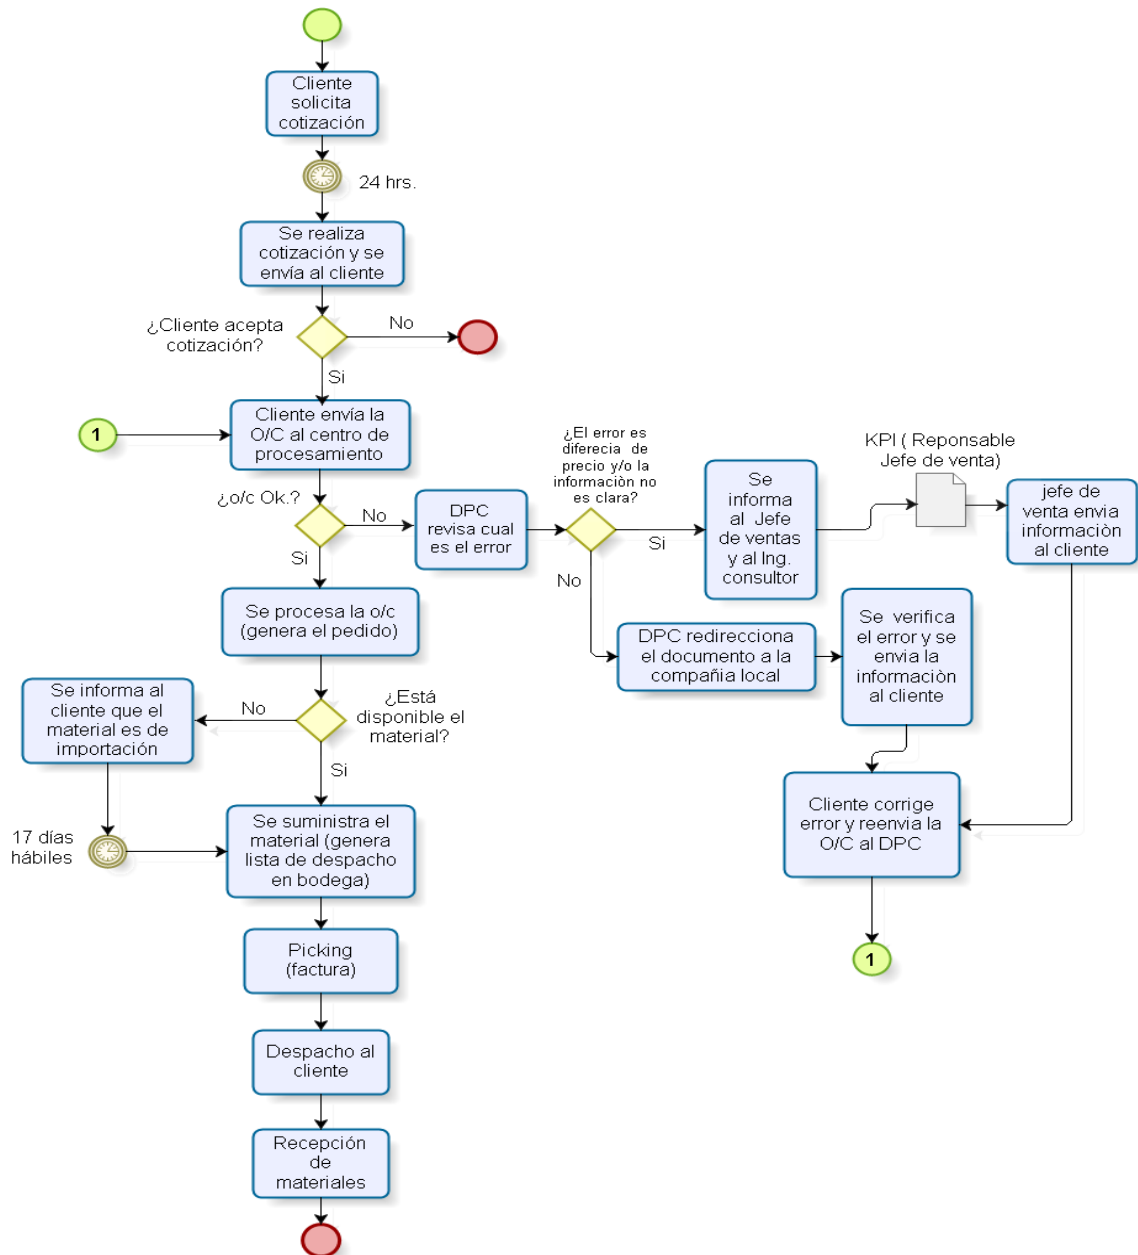 Cliente
solicita
cotización
24 hrs.
Se realiza
cotización y se
envía al cliente
¿Cliente acepta
cotización?
No
Si
Cliente envía la
O/C al centro de
procesamiento
1
¿o/c Ok.?
No
Si
DPC
revisa cual
es el error
¿El error es
diferecia de
precio y/o la
informaciòn no
es clara?
Si
No
Se
informa
al Jefe
de ventas
y al Ing.
consultor
KPI ( Reponsable
Jefe de venta)
jefe de
venta envia
informaciòn
al cliente
Se procesa la o/c
(genera el pedido)
DPC redirecciona
el documento a la
compañia local
Se verifica
el error y se
envia la
informaciòn
al cliente
¿Está
disponible el
material?
No
Si
Se informa al
cliente que el
material es de
importación
17 días
hábiles
Se suministra el
material (genera
lista de despacho
en bodega)
Cliente corrige
error y reenvia la
O/C al DPC
1
Picking
(factura)
Despacho al
cliente
Recepción
de
materiales